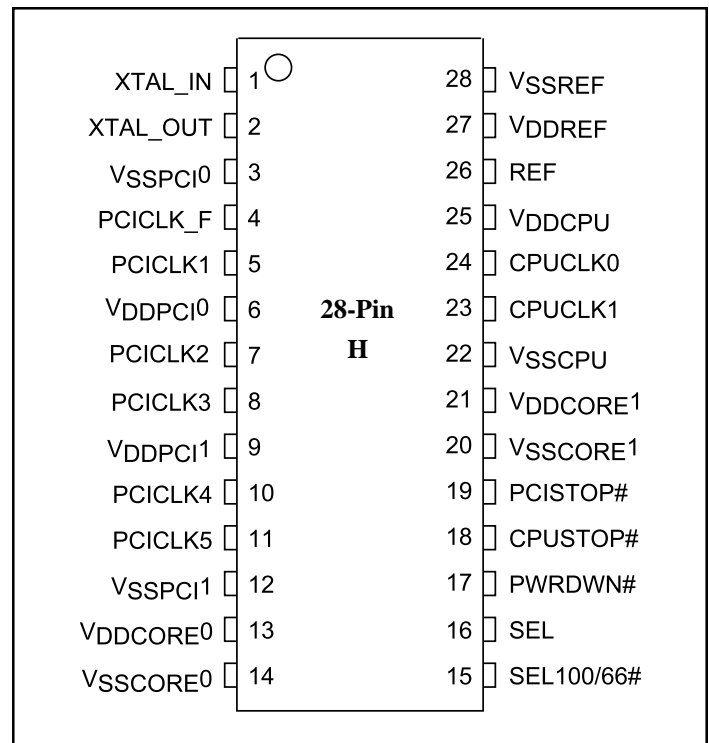 XTAL_IN 1 28 VSSREF
XTAL_OUT 2 27 VDDREF
VSSPCI0 3 26 REF
PCICLK_F 4 25 VDDCPU
PCICLK1 5 24 CPUCLK0
VDDPCI0 6 28-Pin 23 CPUCLK1
PCICLK2 7 H 22 VSSCPU
PCICLK3 8 21 VDDCORE1
VDDPCI1 9 20 VSSCORE1
PCICLK4 10 19 PCISTOP#
PCICLK5 11 18 CPUSTOP#
VSSPCI1 12 17 PWRDWN#
VDDCORE0 13 16 SEL
VSSCORE0 14 15 SEL100/66#